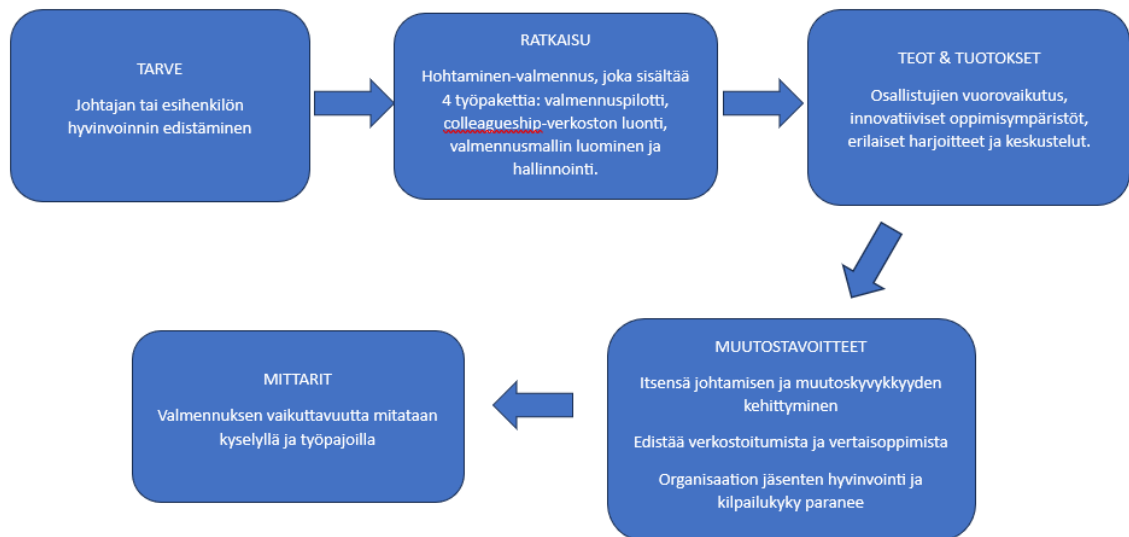 TARVE
Johtajan tai esihenkilön
hyvinvoinnin edistäminen
RATKAISU
Hohtaminen-valmennus, joka sisältää
4 työpakettia: valmennuspilotti,
colleagueship-verkoston luonti,
valmennusmallin luominen ja
hallinnointi.
TEOT & TUOTOKSET
Osallistujien vuorovaikutus,
innovatiiviset oppimisympäristöt,
erilaiset harjoitteet ja keskustelut.
MUUTOSTAVOITTEET
Itsensä johtamisen ja muutoskyvykkyyden
kehittyminen
Edistää verkostoitumista ja vertaisoppimista
Organisaation jäsenten hyvinvointi ja
kilpailukyky paranee
MITTARIT
Valmennuksen vaikuttavuutta mitataan
kyselyllä ja työpajoilla